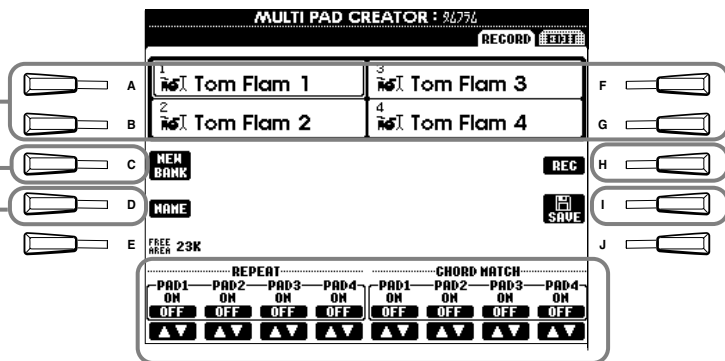 MULTI PAD CREATOR : ﾀﾑﾌﾗﾑ
RECORD EDIT
1 Tom Flam 1
3 Tom Flam 3
2 Tom Flam 2
4 Tom Flam 4
A
B
C
D
E
F
G
H
I
J
NEW BANK
REC
NAME
SAVE
FREE AREA 23K
REPEAT CHORD MATCH
PAD1 PAD2 PAD3 PAD4 PAD1 PAD2 PAD3 PAD4
ON ON ON ON ON ON ON ON
OFF OFF OFF OFF OFF OFF OFF OFF